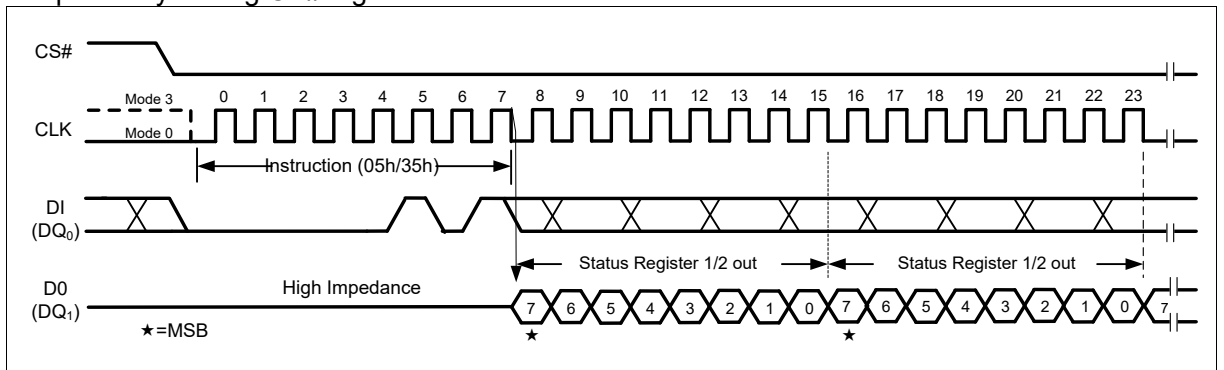 CS#
Mode 3
0 1 2 3 4 5 6 7 8 9 10 11 12 13 14 15 16 17 18 19 20 21 22 23
CLK
Mode 0
Instruction (05h/35h)
DI
(DQ0)
Status Register 1/2 out Status Register 1/2 out
D0
High Impedance
(DQ1)
7 6 5 4 3 2 1 0 7 6 5 4 3 2 1 0 7
★=MSB
★ ★